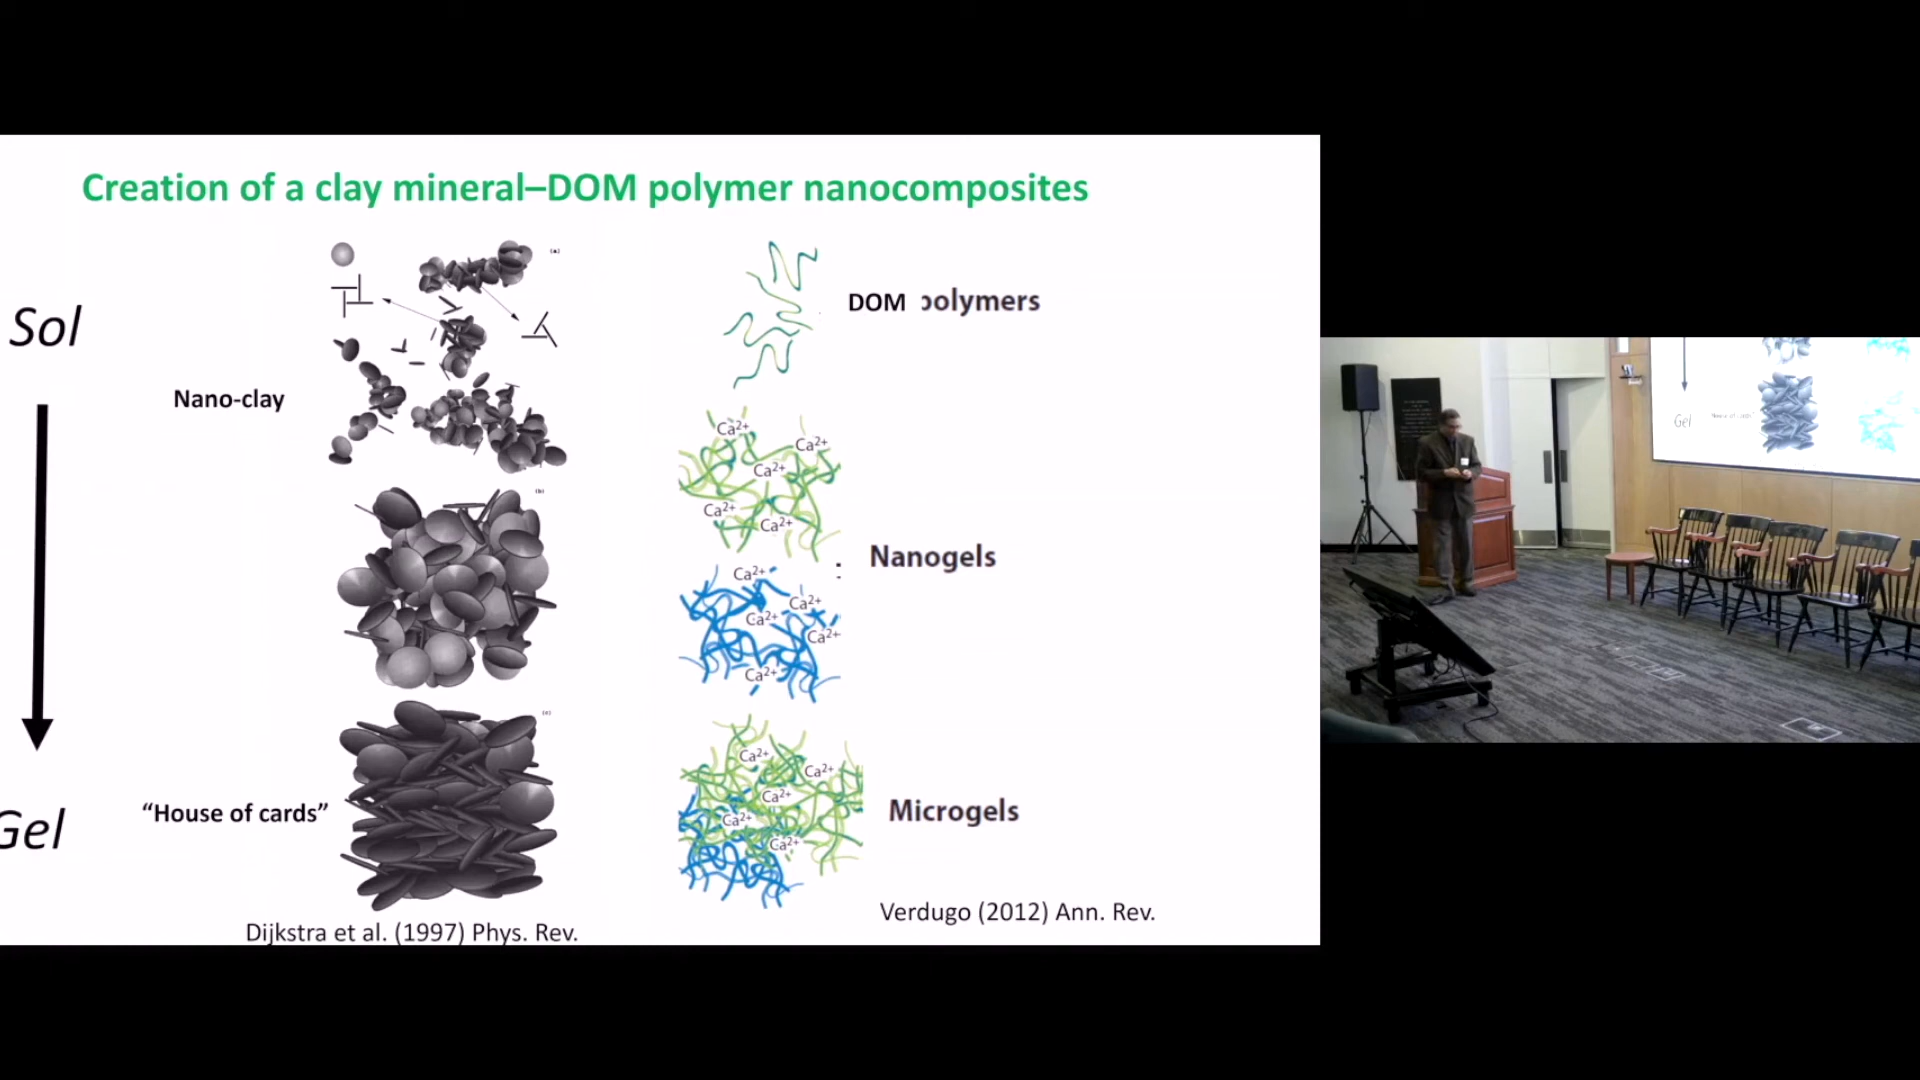 Creation of a clay mineral–DOM polymer nanocomposites
Sol
Nano-clay
(a)
DOM polymers
Ca2+
Ca2+
Ca2+
Ca2+
Ca2+
(b)
Nanogels
Ca2+
Ca2+
Ca2+
Ca2+
Ca2+
(c)
Gel
“House of cards”
Ca2+
Ca2+
Ca2+
Ca2+
Ca2+
Microgels
Verdugo (2012) Ann. Rev.
Dijkstra et al. (1997) Phys. Rev.
Gel